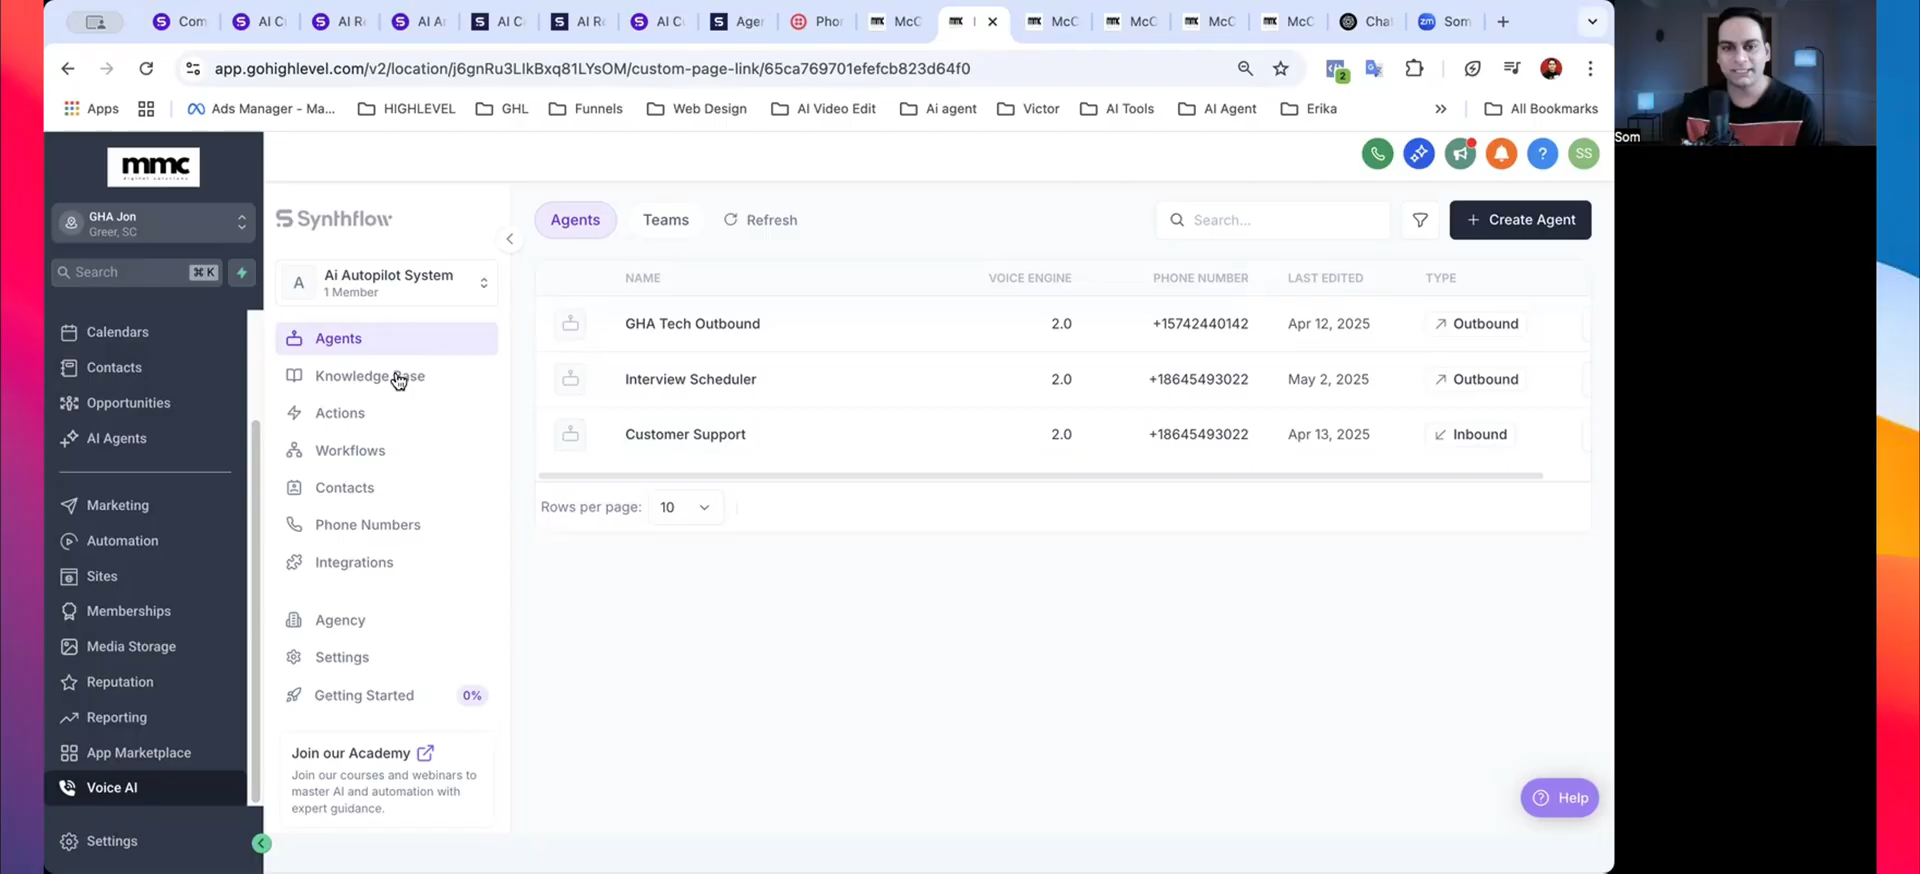 Com
AI C
AI R
AI A
AI C
AI R
AI C
Ager
Phor
McC
McC
McC
McC
McC
Chat
zm Som
app.gohighlevel.com/v2/location/j6gnRu3LIkBxq81LYsOM/custom-page-link/65ca769701efefcb823d64f0
2
Apps
Ads Manager - Ma...
HIGHLEVEL
GHL
Funnels
Web Design
AI Video Edit
Ai agent
Victor
AI Tools
AI Agent
Erika
»
All Bookmarks
Som
mmc
digital solutions
GHA Jon
Greer, SC
Search
⌘ K
Calendars
Contacts
Opportunities
AI Agents
Marketing
Automation
Sites
Memberships
Media Storage
Reputation
Reporting
App Marketplace
Voice AI
Settings
?
SS
Synthflow
A
Ai Autopilot System
1 Member
Agents
Knowledge Base
Actions
Workflows
Contacts
Phone Numbers
Integrations
Agency
Settings
Getting Started 0%
Join our Academy
Join our courses and webinars to
master AI and automation with
expert guidance.
Agents
Teams
Refresh
Search...
+ Create Agent
NAME VOICE ENGINE PHONE NUMBER LAST EDITED TYPE
GHA Tech Outbound 2.0 +15742440142 Apr 12, 2025 Outbound
Interview Scheduler 2.0 +18645493022 May 2, 2025 Outbound
Customer Support 2.0 +18645493022 Apr 13, 2025 Inbound
Rows per page: 10
Help